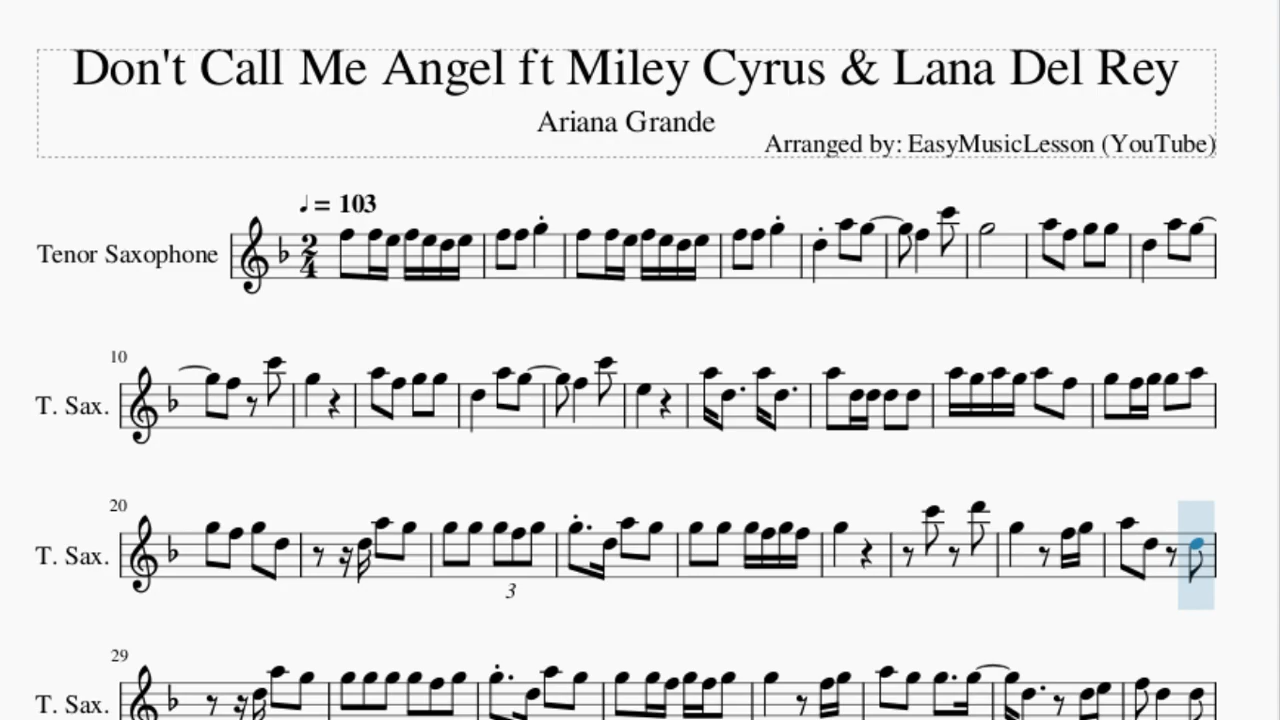 Don't Call Me Angel ft Miley Cyrus & Lana Del Rey
Ariana Grande
Arranged by: EasyMusicLesson (YouTube)
♩ = 103
Tenor Saxophone
2
4
10
T. Sax.
20
T. Sax.
3
29
T. Sax.